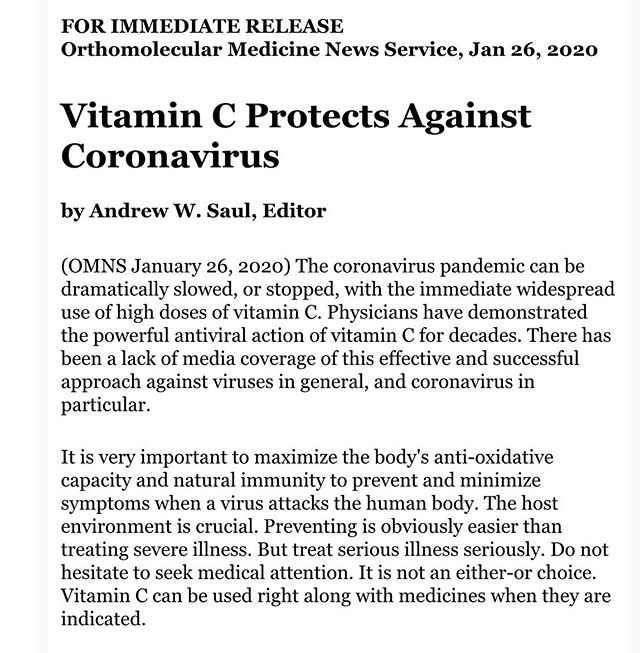 FOR IMMEDIATE RELEASE
Orthomolecular Medicine News Service, Jan 26, 2020
Vitamin C Protects Against
Coronavirus
by Andrew W. Saul, Editor
(OMNS January 26, 2020) The coronavirus pandemic can be
dramatically slowed, or stopped, with the immediate widespread
use of high doses of vitamin C. Physicians have demonstrated
the powerful antiviral action of vitamin C for decades. There has
been a lack of media coverage of this effective and successful
approach against viruses in general, and coronavirus in
particular.
It is very important to maximize the body's anti-oxidative
capacity and natural immunity to prevent and minimize
symptoms when a virus attacks the human body. The host
environment is crucial. Preventing is obviously easier than
treating severe illness. But treat serious illness seriously. Do not
hesitate to seek medical attention. It is not an either-or choice.
Vitamin C can be used right along with medicines when they are
indicated.